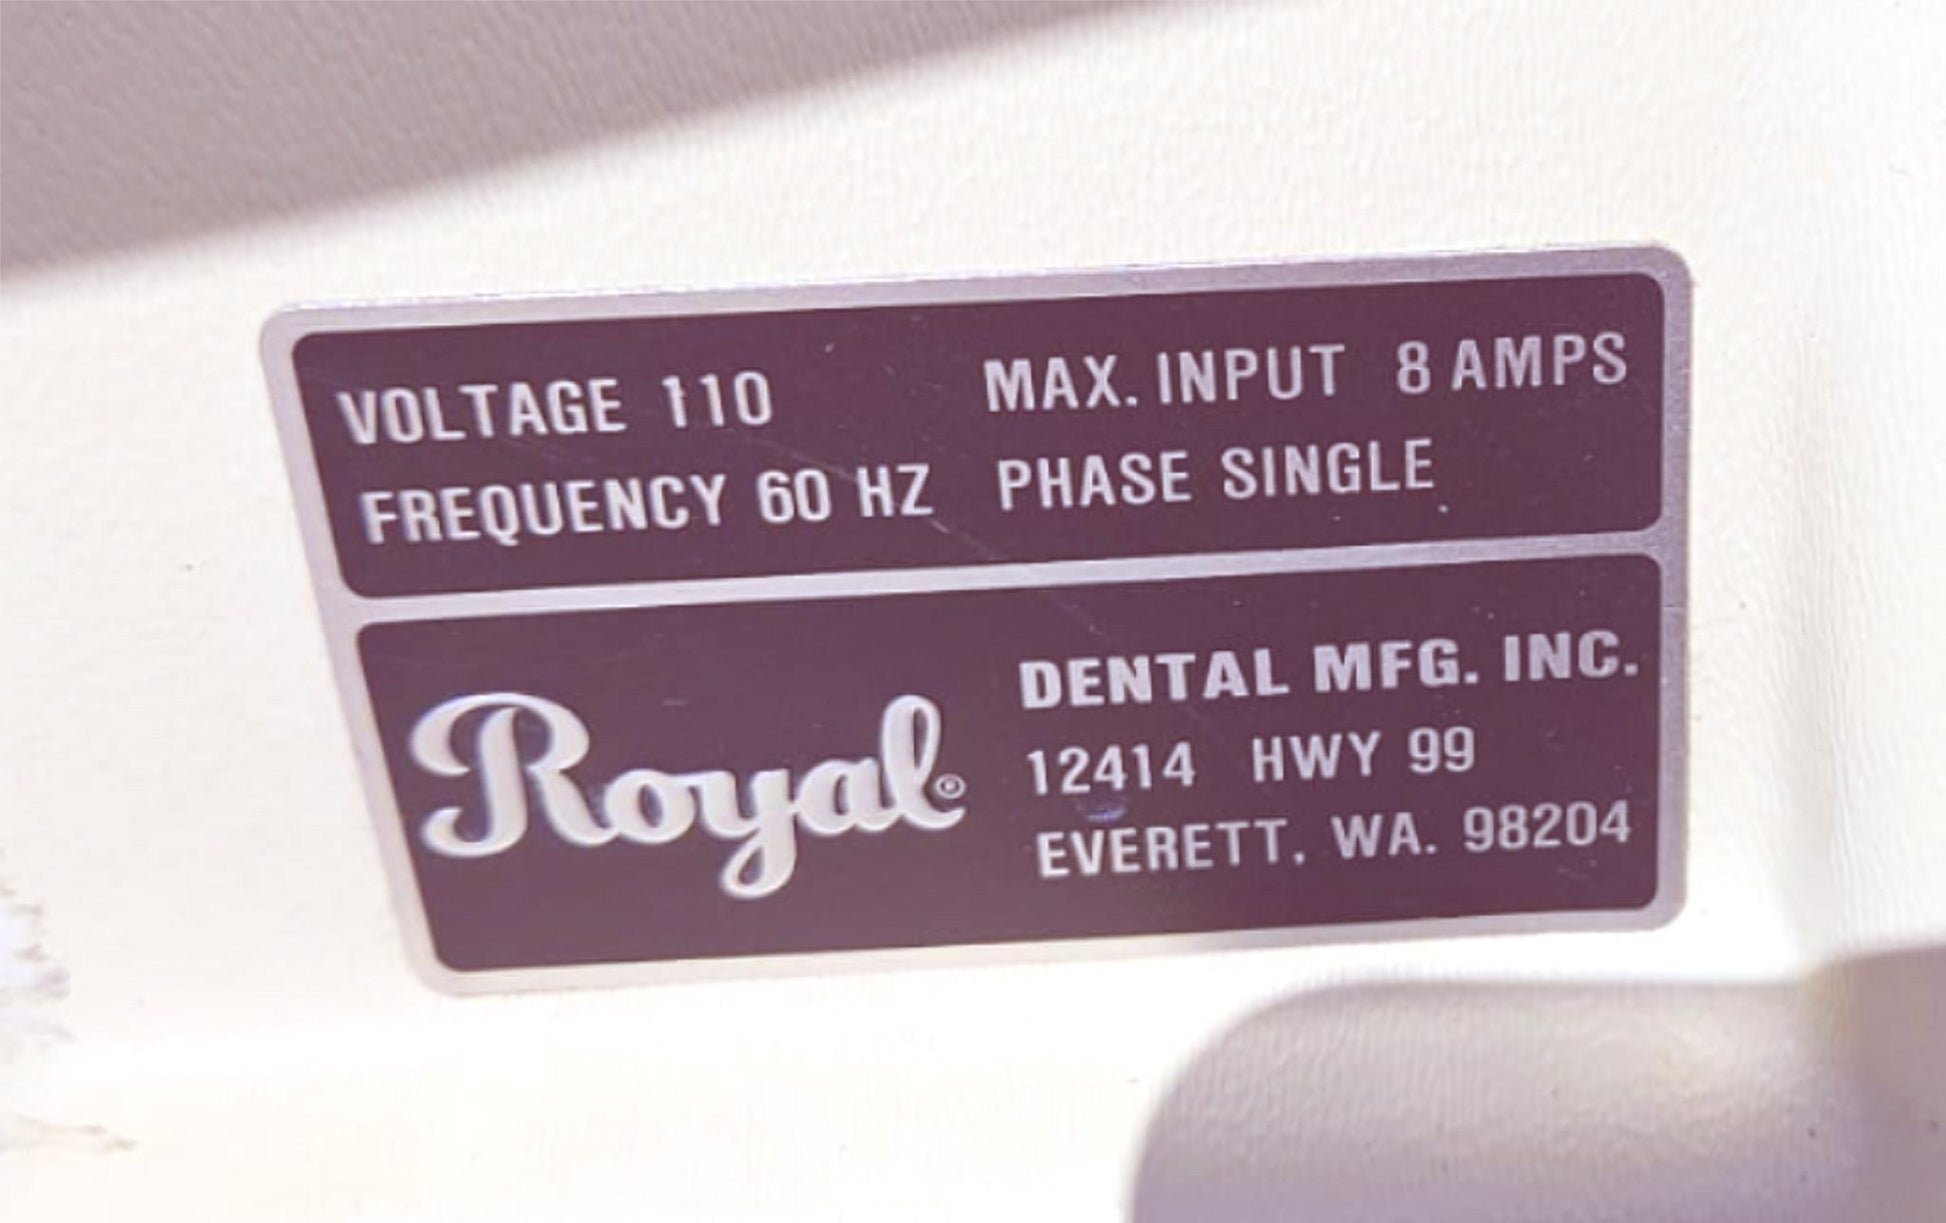 VOLTAGE 110 MAX. INPUT 8 AMPS
FREQUENCY 60 HZ PHASE SINGLE
Royal® DENTAL MFG. INC.
12414 HWY 99
EVERETT, WA. 98204